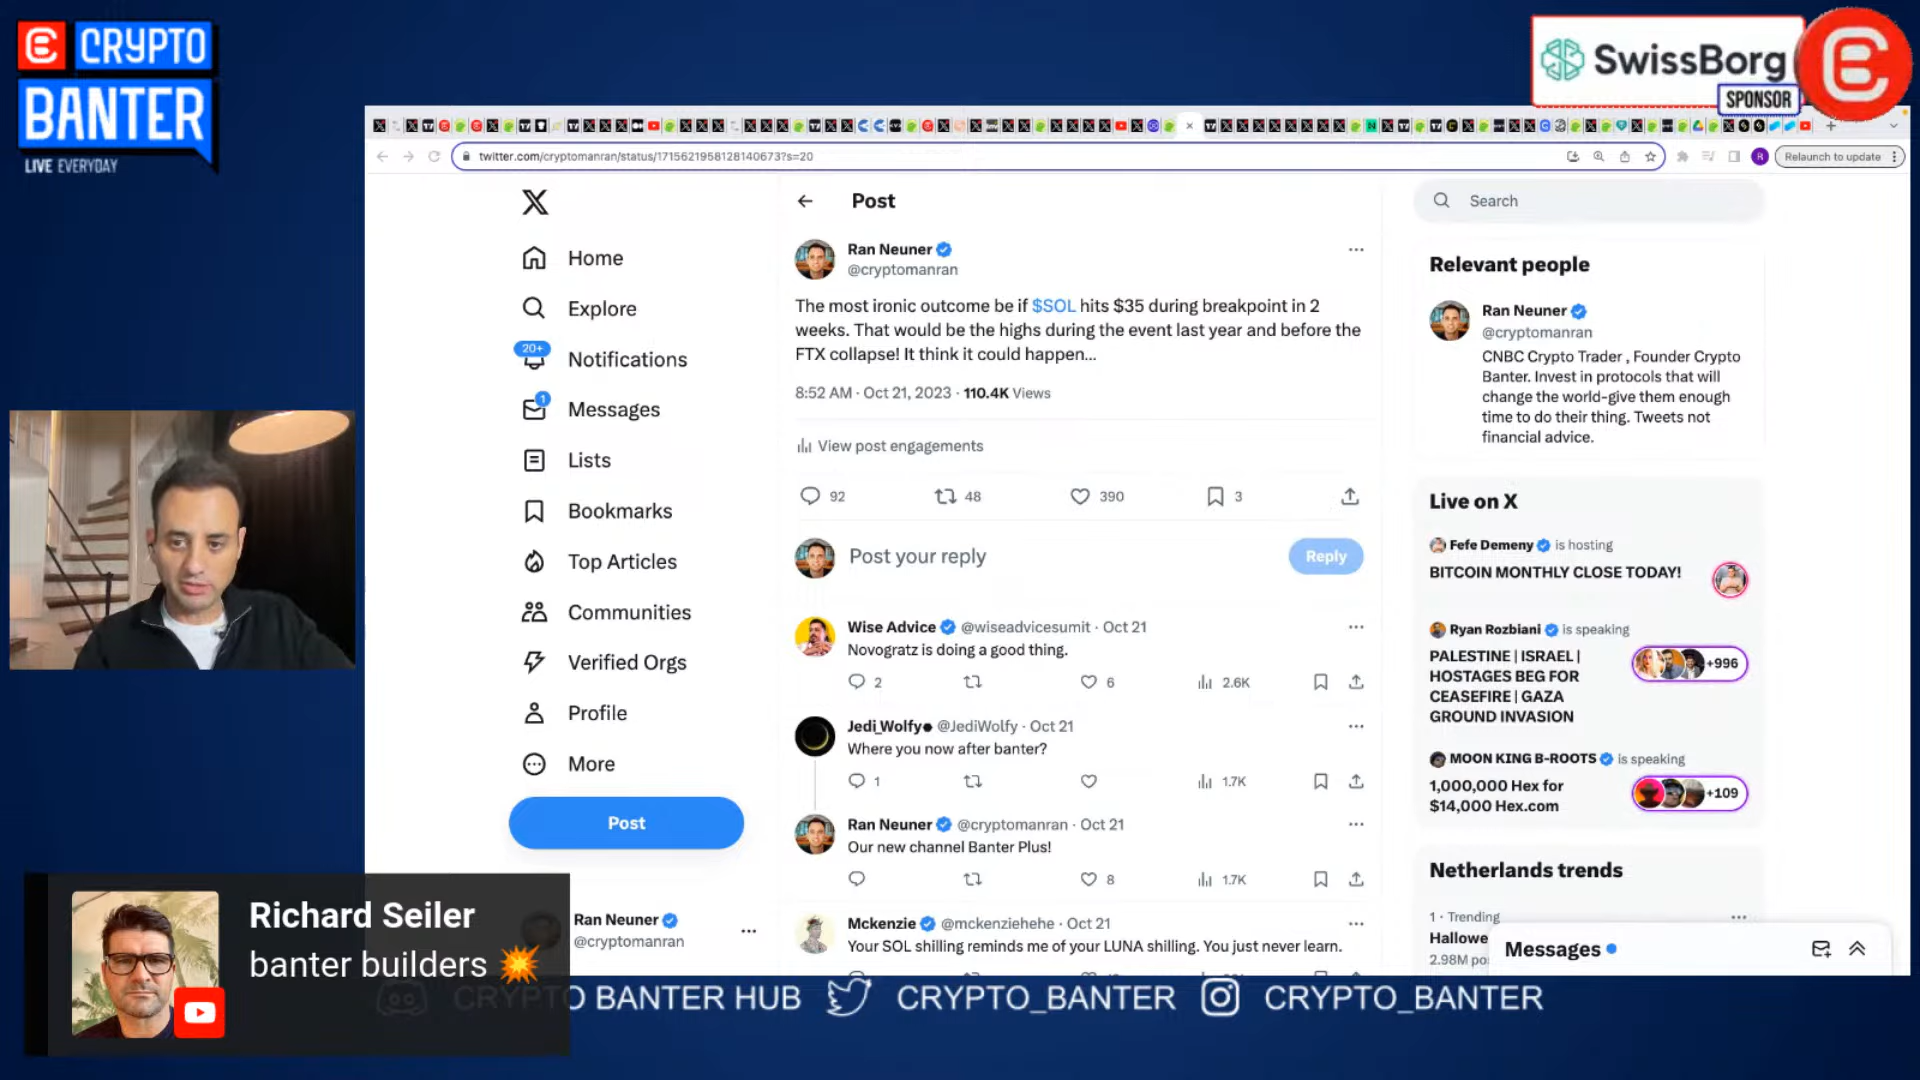 CRYPTO
BANTER
LIVE EVERYDAY
SwissBorg
SPONSOR
twitter.com/cryptomanran/status/1715621958128140673?s=20
Relaunch to update
Home
Explore
20+
Notifications
1
Messages
Lists
Bookmarks
Top Articles
Communities
Verified Orgs
Profile
More
Post
Ran Neuner
@cryptomanran
Post
Ran Neuner
@cryptomanran
The most ironic outcome be if $SOL hits $35 during breakpoint in 2
weeks. That would be the highs during the event last year and before the
FTX collapse! It think it could happen...
8:52 AM · Oct 21, 2023 · 110.4K Views
View post engagements
92 48 390 3
Post your reply
Reply
Wise Advice @wiseadvicesumit · Oct 21
Novogratz is doing a good thing.
2 6 2.6K
Jedi_Wolfy @JediWolfy · Oct 21
Where you now after banter?
1 1.7K
Ran Neuner @cryptomanran · Oct 21
Our new channel Banter Plus!
8 1.7K
Mckenzie @mckenziehehe · Oct 21
Your SOL shilling reminds me of your LUNA shilling. You just never learn.
Search
Relevant people
Ran Neuner
@cryptomanran
CNBC Crypto Trader , Founder Crypto
Banter. Invest in protocols that will
change the world-give them enough
time to do their thing. Tweets not
financial advice.
Live on X
Fefe Demeny is hosting
BITCOIN MONTHLY CLOSE TODAY!
Ryan Rozbiani is speaking
PALESTINE | ISRAEL |
HOSTAGES BEG FOR
CEASEFIRE | GAZA
GROUND INVASION
+996
MOON KING B-ROOTS is speaking
1,000,000 Hex for
$14,000 Hex.com
+109
Netherlands trends
1 · Trending
Hallowe
2.98M po
Messages
Richard Seiler
banter builders 💥
CRYPTO BANTER HUB CRYPTO_BANTER CRYPTO_BANTER